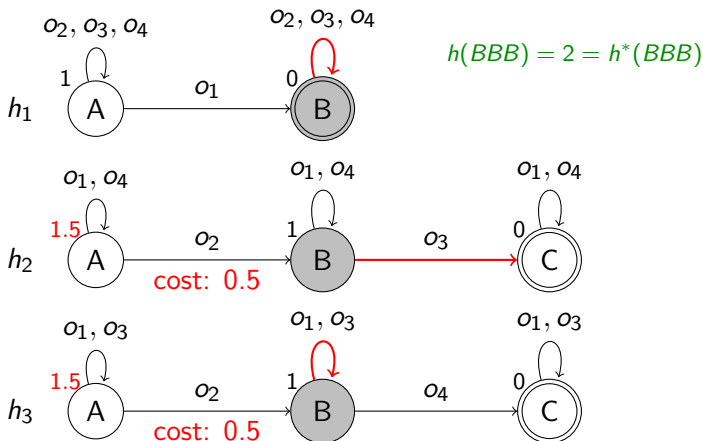 o2, o3, o4
o2, o3, o4
h(BBB) = 2 = h*(BBB)
1
0
h1
A
o1
B
o1, o4
o1, o4
o1, o4
1.5
1
0
h2
A
o2
B
o3
C
cost: 0.5
o1, o3
o1, o3
o1, o3
1.5
1
0
h3
A
o2
B
o4
C
cost: 0.5